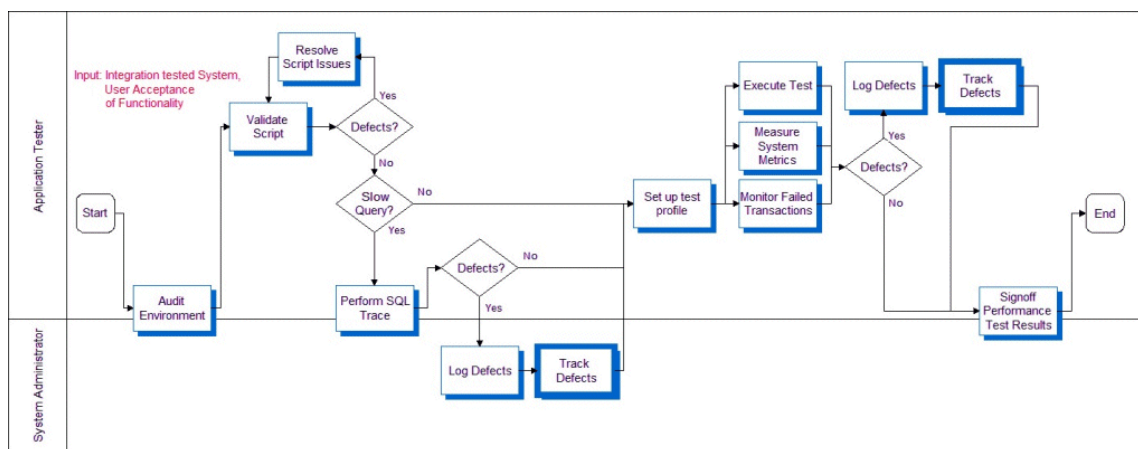 Application Tester
Input: Integration tested System,
User Acceptance
of Functionality
Start
Audit
Environment
Validate
Script
Resolve
Script Issues
Yes
Defects?
No
Slow
Query?
No
Yes
Perform SQL
Trace
Defects?
No
Yes
Set up test
profile
Execute Test
Measure
System
Metrics
Monitor Failed
Transactions
Defects?
Yes
No
Log Defects
Track
Defects
Signoff
Performance
Test Results
End
System Administrator
Log Defects
Track
Defects